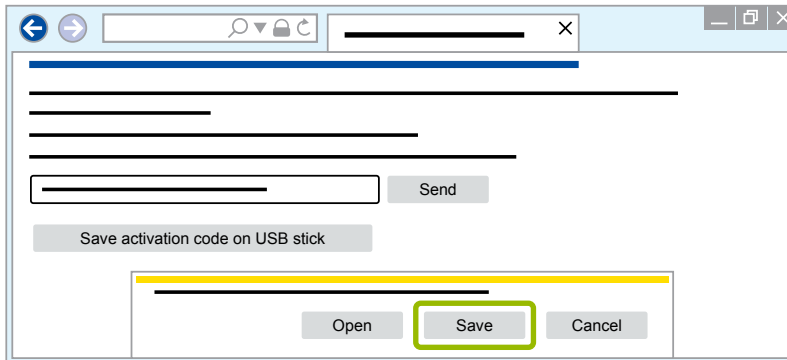 Send
Save activation code on USB stick
Open Save Cancel